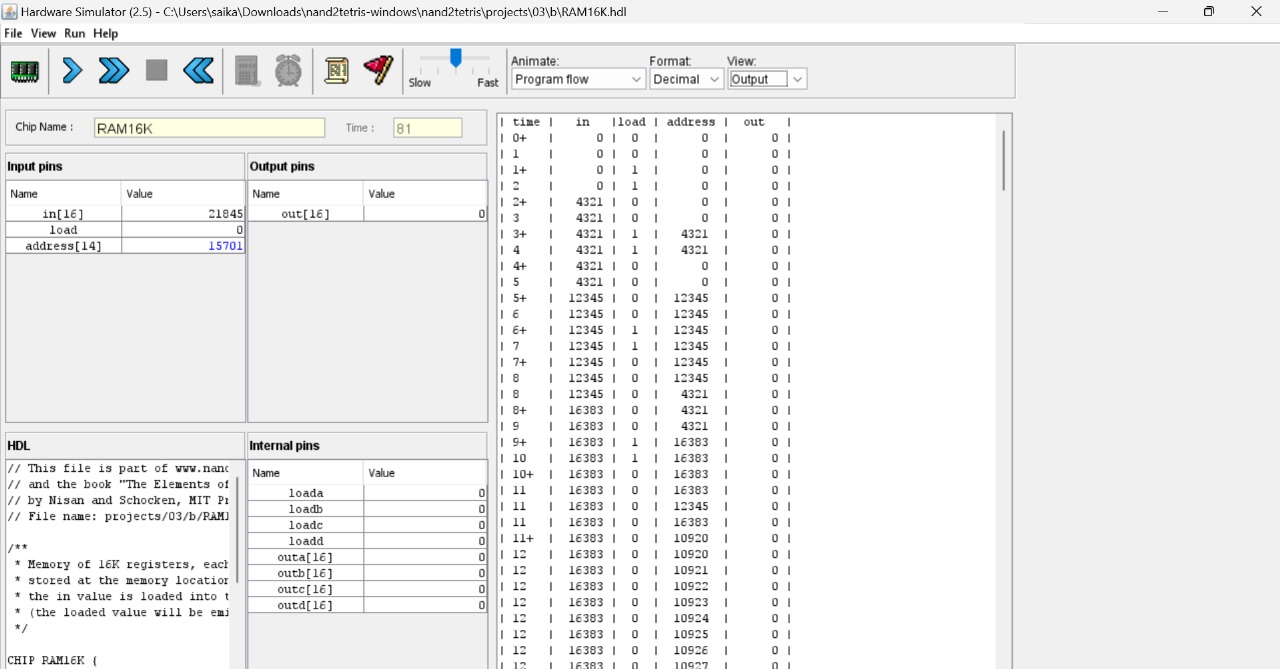 Hardware Simulator (2.5) - C:\Users\saika\Downloads\nand2tetris-windows\nand2tetris\projects\03\b\RAM16K.hdl
File View Run Help
Slow Fast
Animate: Format: View:
Program flow Decimal Output
Chip Name : RAM16K Time : 81
Input pins
Name Value
in[16] 21845
load 0
address[14] 15701
Output pins
Name Value
out[16] 0
HDL
// This file is part of www.nand
// and the book "The Elements of
// by Nisan and Schocken, MIT Pr
// File name: projects/03/b/RAM1
/**
* Memory of 16K registers, each
* stored at the memory location
* the in value is loaded into t
* (the loaded value will be emi
*/
CHIP RAM16K {
Internal pins
Name Value
loada 0
loadb 0
loadc 0
loadd 0
outa[16] 0
outb[16] 0
outc[16] 0
outd[16] 0
| time | in |load | address | out |
| 0+ | 0 | 0 | 0 | 0 |
| 1 | 0 | 0 | 0 | 0 |
| 1+ | 0 | 1 | 0 | 0 |
| 2 | 0 | 1 | 0 | 0 |
| 2+ | 4321 | 0 | 0 | 0 |
| 3 | 4321 | 0 | 0 | 0 |
| 3+ | 4321 | 1 | 4321 | 0 |
| 4 | 4321 | 1 | 4321 | 0 |
| 4+ | 4321 | 0 | 0 | 0 |
| 5 | 4321 | 0 | 0 | 0 |
| 5+ | 12345 | 0 | 12345 | 0 |
| 6 | 12345 | 0 | 12345 | 0 |
| 6+ | 12345 | 1 | 12345 | 0 |
| 7 | 12345 | 1 | 12345 | 0 |
| 7+ | 12345 | 0 | 12345 | 0 |
| 8 | 12345 | 0 | 12345 | 0 |
| 8 | 12345 | 0 | 4321 | 0 |
| 8+ | 16383 | 0 | 4321 | 0 |
| 9 | 16383 | 0 | 4321 | 0 |
| 9+ | 16383 | 1 | 16383 | 0 |
| 10 | 16383 | 1 | 16383 | 0 |
| 10+ | 16383 | 0 | 16383 | 0 |
| 11 | 16383 | 0 | 16383 | 0 |
| 11 | 16383 | 0 | 12345 | 0 |
| 11 | 16383 | 0 | 16383 | 0 |
| 11+ | 16383 | 0 | 10920 | 0 |
| 12 | 16383 | 0 | 10920 | 0 |
| 12 | 16383 | 0 | 10921 | 0 |
| 12 | 16383 | 0 | 10922 | 0 |
| 12 | 16383 | 0 | 10923 | 0 |
| 12 | 16383 | 0 | 10924 | 0 |
| 12 | 16383 | 0 | 10925 | 0 |
| 12 | 16383 | 0 | 10926 | 0 |
| 12 | 16383 | 0 | 10927 | 0 |